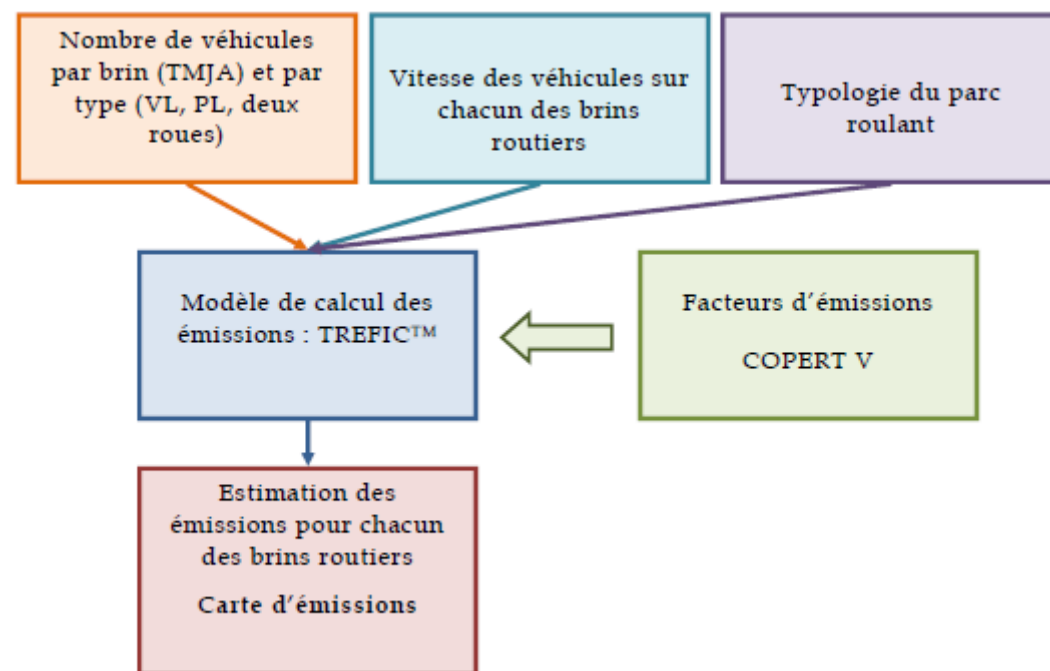 Nombre de véhicules
par brin (TMJA) et par
type (VL, PL, deux
roues)
Vitesse des véhicules sur
chacun des brins
routiers
Typologie du parc
roulant
Modèle de calcul des
émissions : TREFIC™
Facteurs d’émissions
COPERT V
Estimation des
émissions pour chacun
des brins routiers
Carte d’émissions